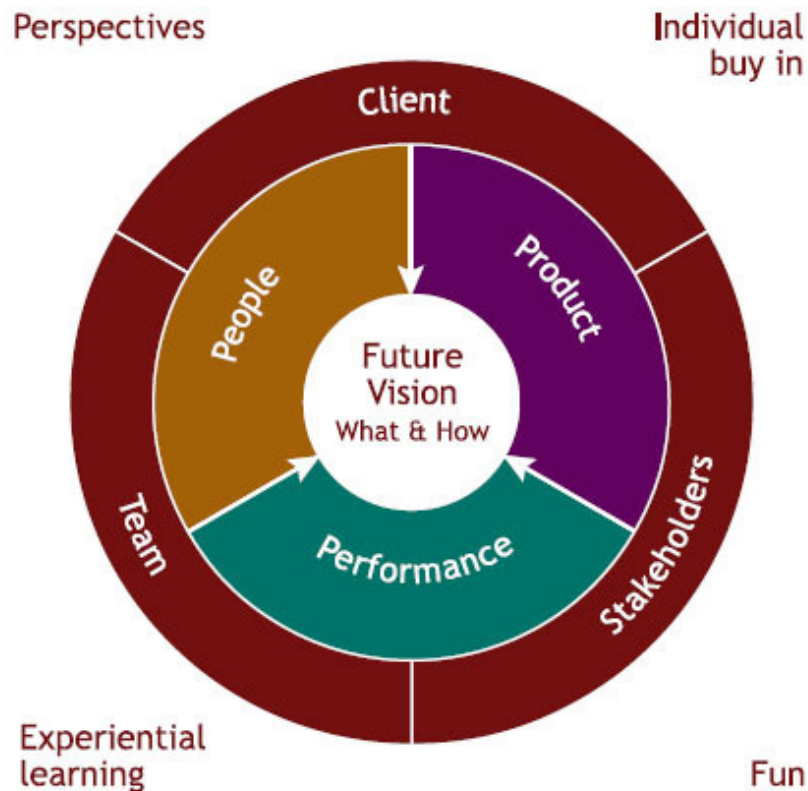 Perspectives
Individual
buy in
Client
People
Product
Future
Vision
What & How
Performance
Team
Stakeholders
Experiential
learning
Fun